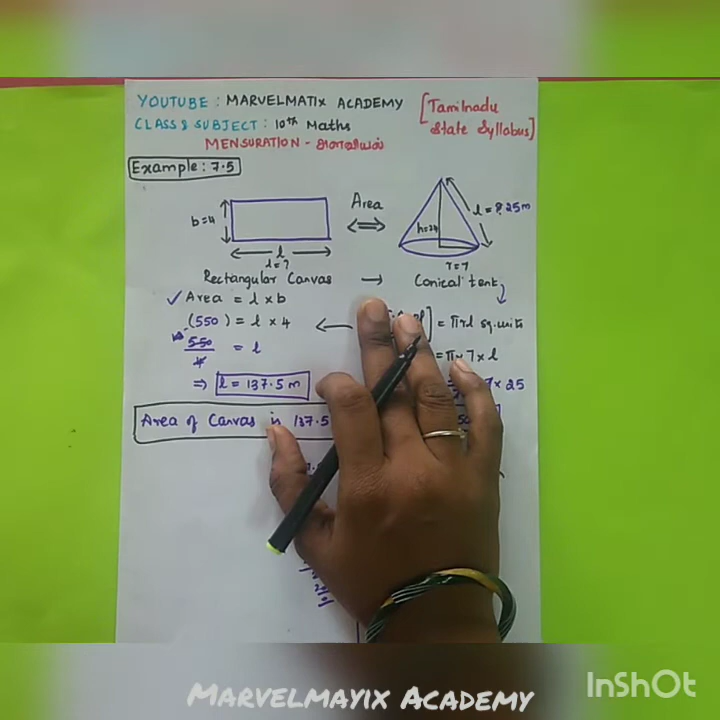 YOUTUBE : MARVELMATIX ACADEMY
[Tamilnadu
State Syllabus]
CLASS & SUBJECT : 10th Maths
MENSURATION - அளவியல்
Example : 7.5
b=4
l
l=?
Area
h=24
l = ? 25m
r=7
Rectangular Canvas → Conical tent
✓ Area = l × b
(550) = l × 4
550/4 = l
⇒ l = 137.5 m
= πrl sq.units
= π × 7 × l
7 × 25
Area of Canvas is 137.5
MARVELMAYIX ACADEMY
InShOt